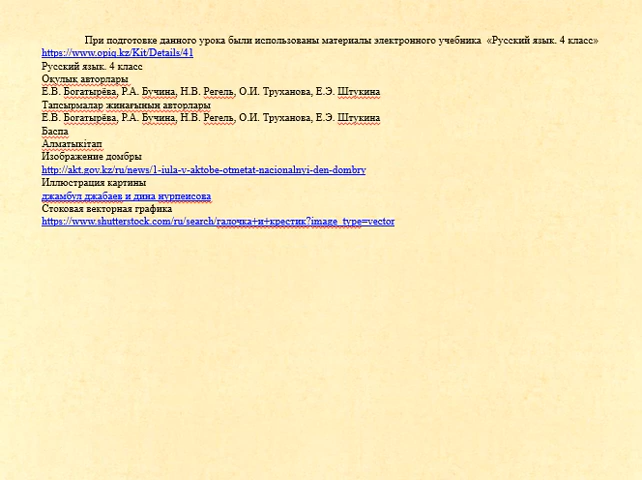 При подготовке данного урока были использованы материалы электронного учебника «Русский язык. 4 класс»
https://www.opiq.kz/Kit/Details/41
Русский язык. 4 класс
Оқулық авторлары
Е.В. Богатырёва, Р.А. Бучина, Н.В. Регель, О.И. Труханова, Е.Э. Штукина
Тапсырмалар жинағынын авторлары
Е.В. Богатырёва, Р.А. Бучина, Н.В. Регель, О.И. Труханова, Е.Э. Штукина
Баспа
Алматыкітап
Изображение домбры
http://akt.gov.kz/ru/news/1-iula-v-aktobe-otmetat-nacionalnyi-den-dombry
Иллюстрация картины
джамбул джабаев и дина нурпеисова
Стоковая векторная графика
https://www.shutterstock.com/ru/search/галочка+и+крестик?image_type=vector